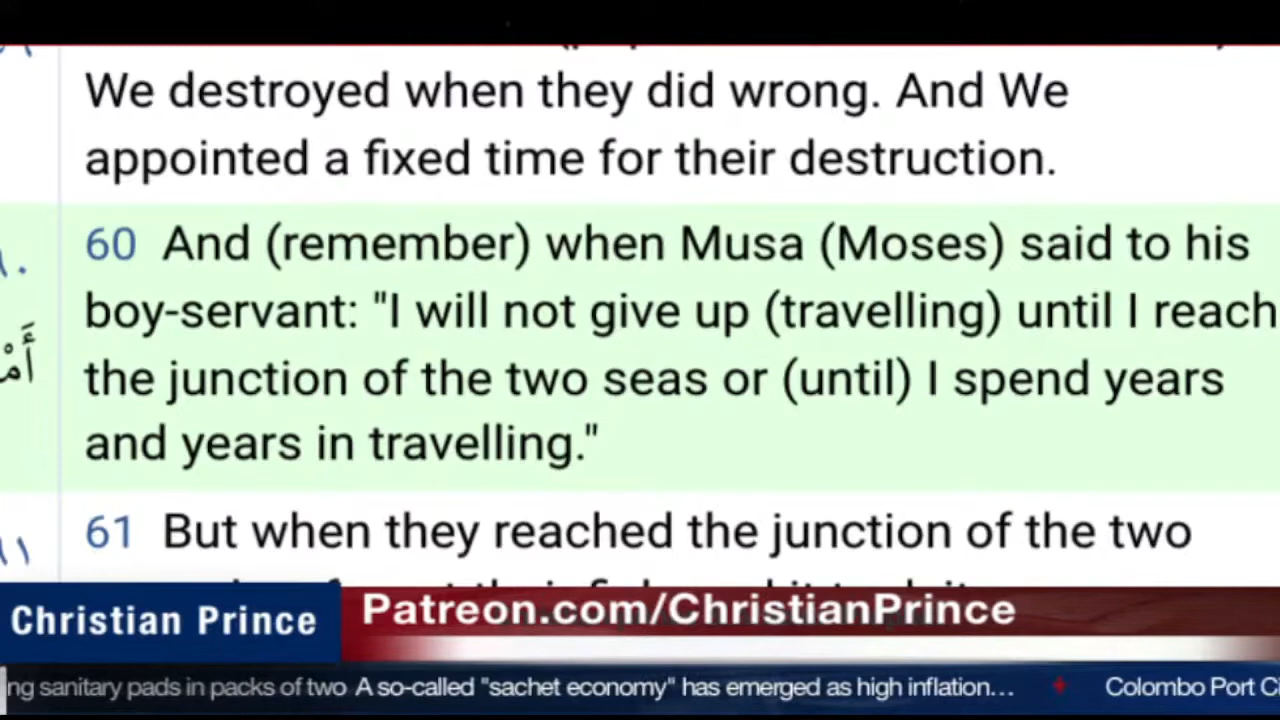 We destroyed when they did wrong. And We
appointed a fixed time for their destruction.
60 And (remember) when Musa (Moses) said to his
boy-servant: "I will not give up (travelling) until I reach
the junction of the two seas or (until) I spend years
and years in travelling."
61 But when they reached the junction of the two
Christian Prince
Patreon.com/ChristianPrince
ng sanitary pads in packs of two A so-called "sachet economy" has emerged as high inflation... Colombo Port Ci